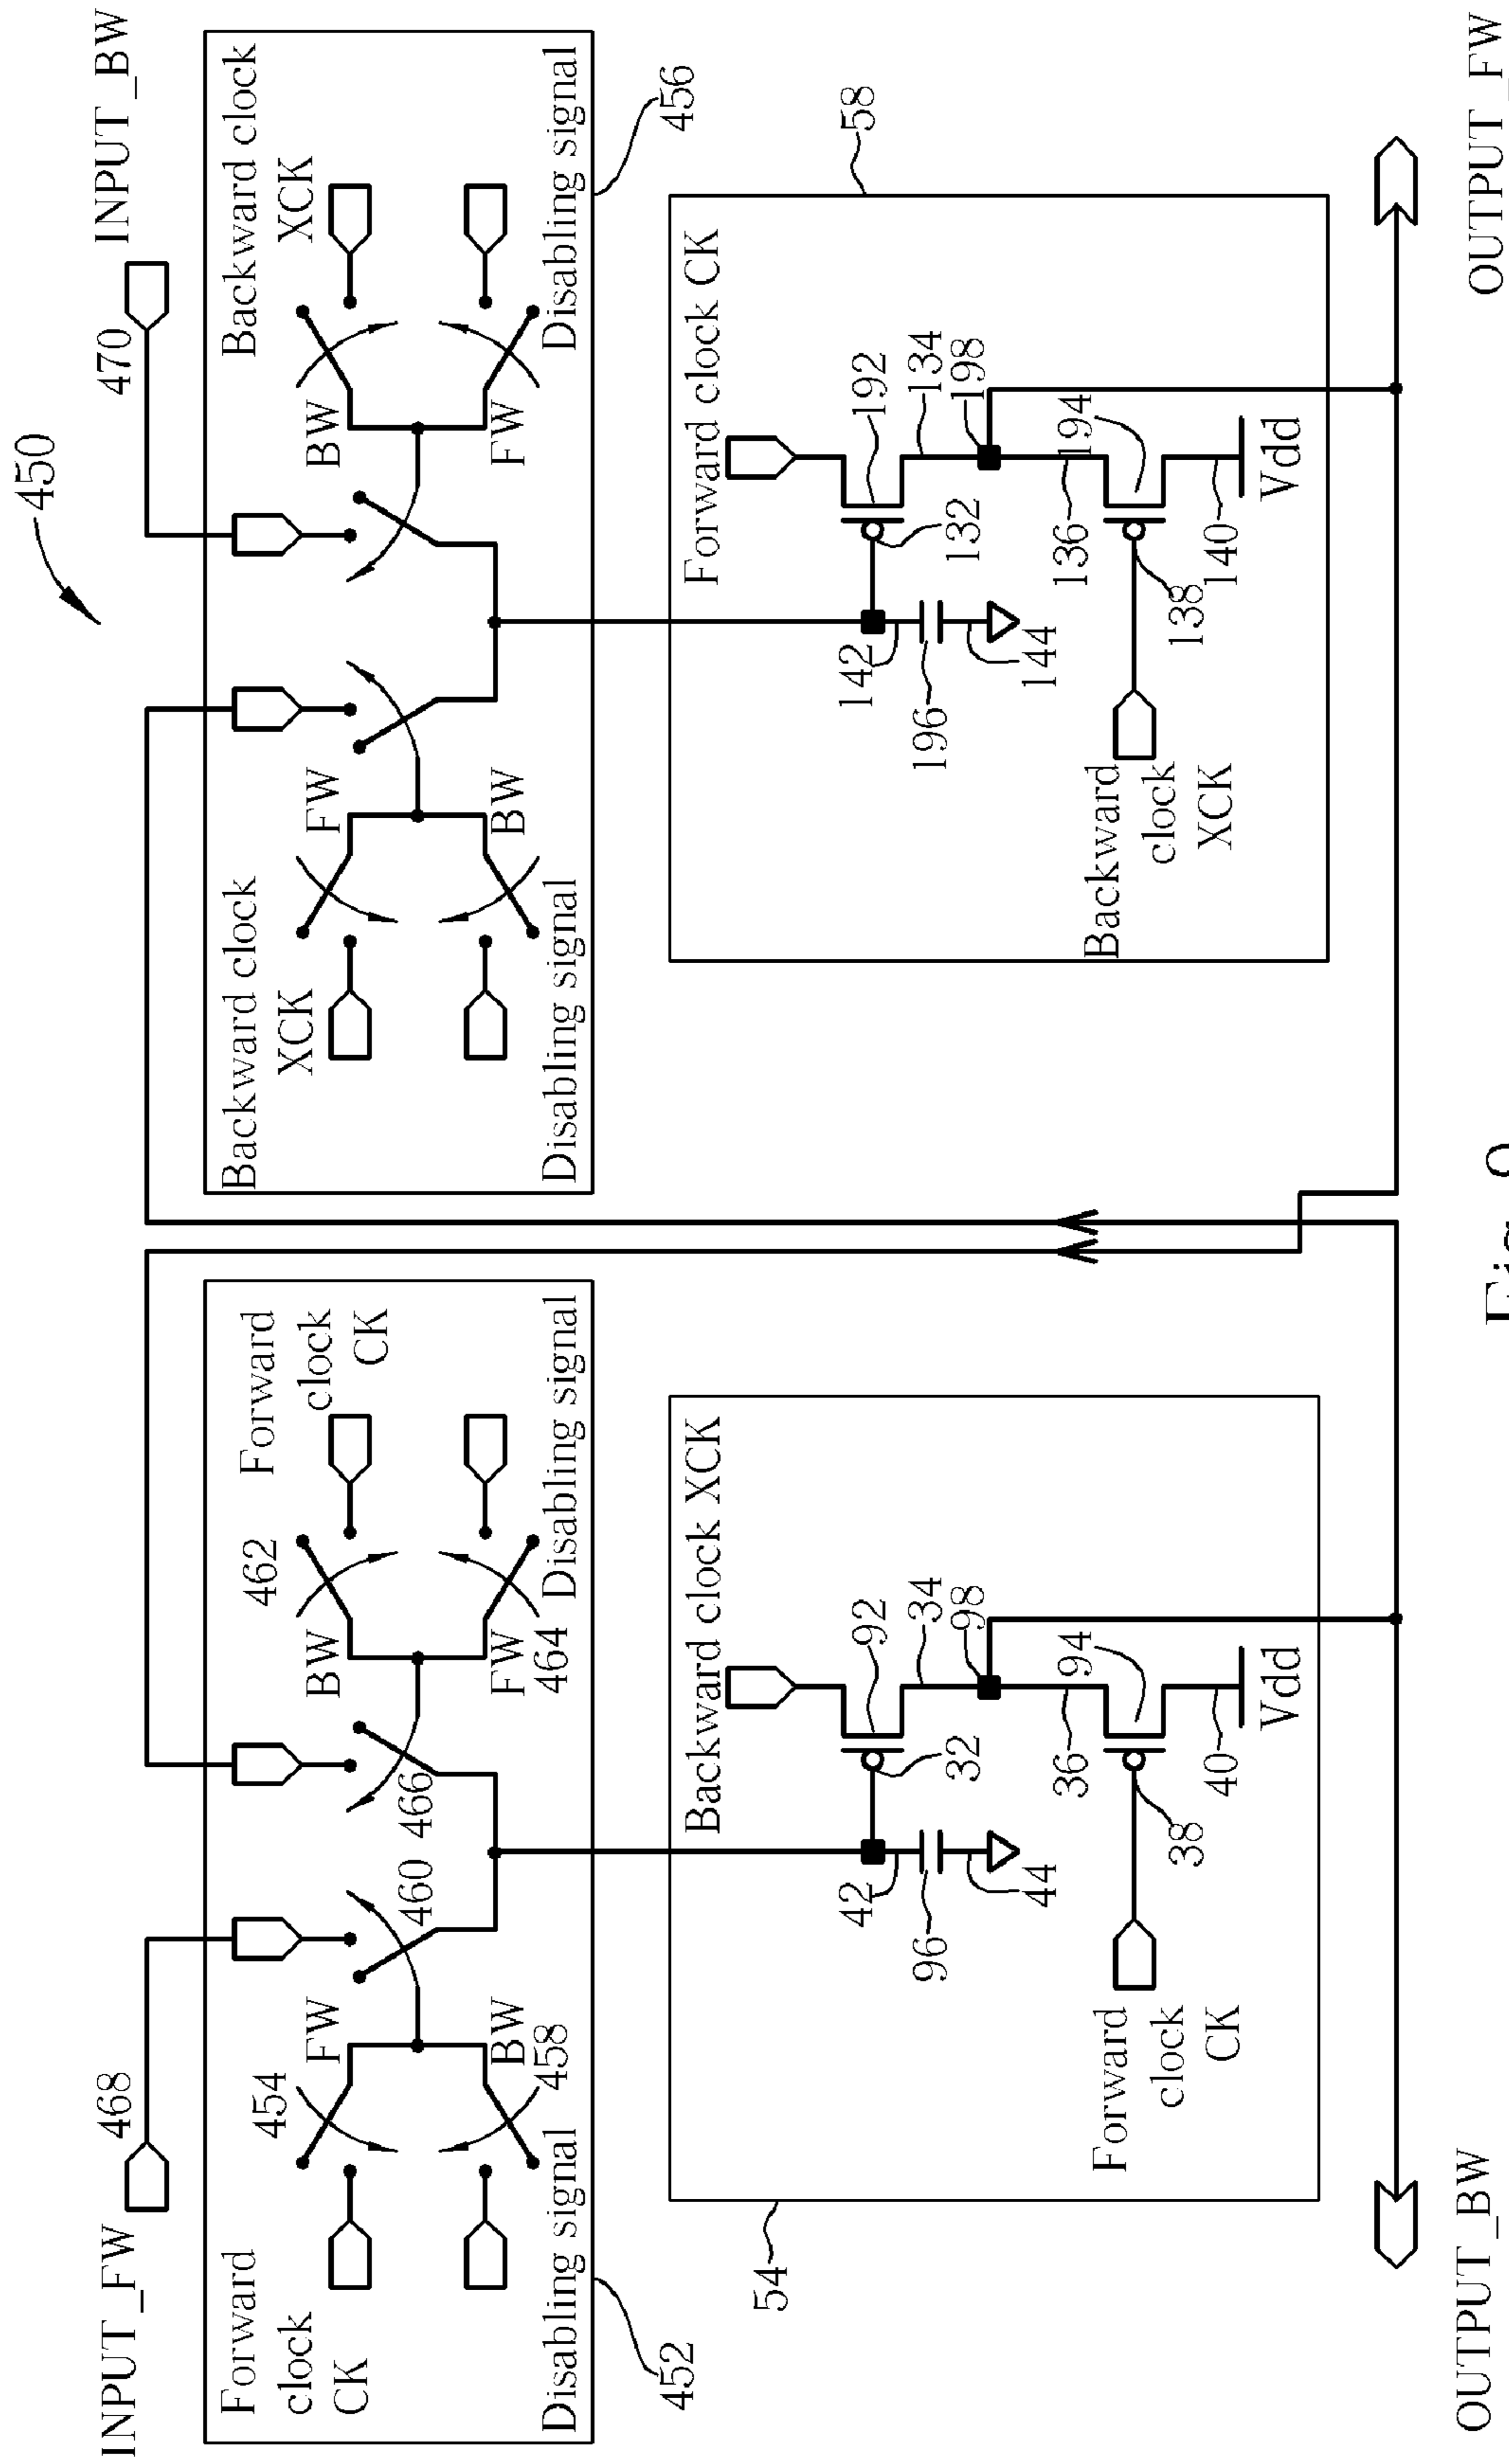 450
INPUT_FW
468
470
INPUT_BW
Forward
clock
CK
454
FW
460
466
BW
462
Forward
clock
CK
Disabling signal
BW
458
FW
464
Disabling signal
452
Backward clock
XCK
FW
BW
Backward clock
XCK
Disabling signal
BW
FW
Disabling signal
456
54
Backward clock XCK
42
92
32
34
96
44
98
36
94
Forward
clock
CK
38
40
Vdd
58
Forward clock CK
142
192
132
134
196
144
198
136
194
Backward
clock
XCK
138
140
Vdd
OUTPUT_BW
OUTPUT_FW
Fig.